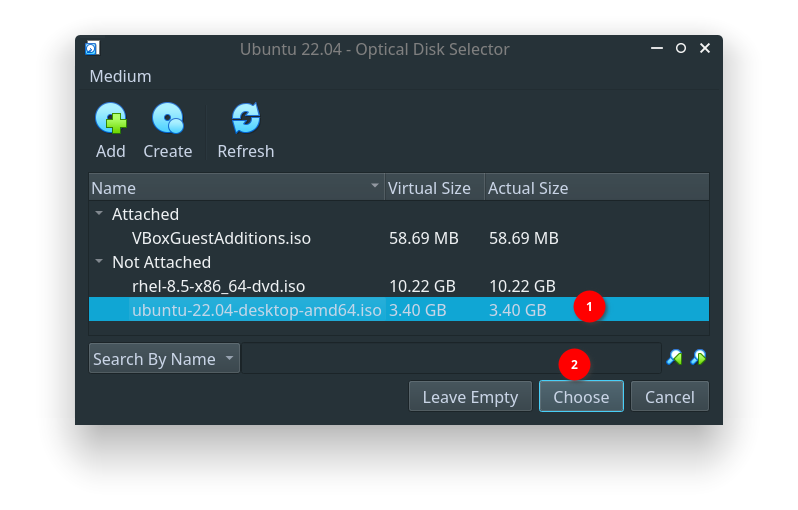 Ubuntu 22.04 - Optical Disk Selector
Medium
Add Create Refresh
Name Virtual Size Actual Size
Attached
VBoxGuestAdditions.iso 58.69 MB 58.69 MB
Not Attached
rhel-8.5-x86_64-dvd.iso 10.22 GB 10.22 GB
ubuntu-22.04-desktop-amd64.iso 3.40 GB 3.40 GB 1
Search By Name 2
Leave Empty Choose Cancel